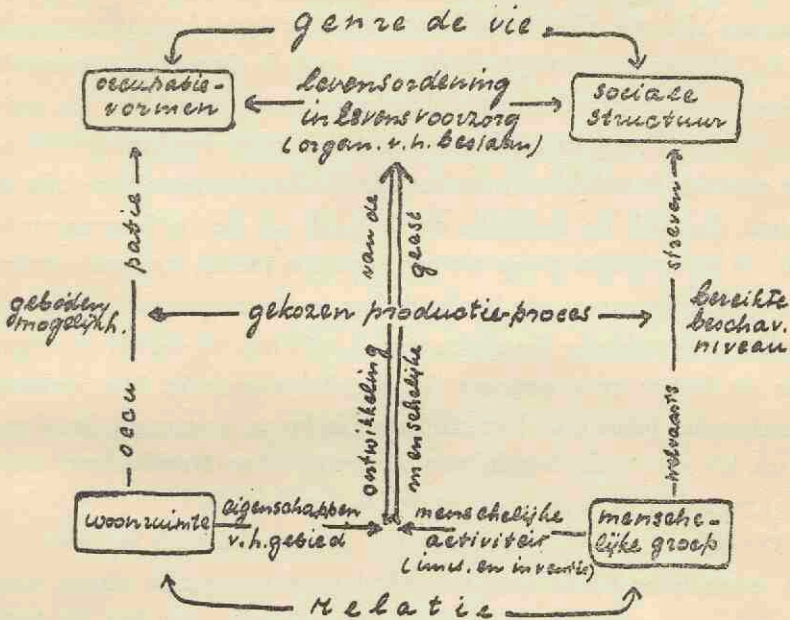 genre de vie
occupatie-
vormen
levensordening
in levensvoorzorg
(organ. v.h. bestaan)
sociale
structuur
occu patie
ontwikkeling van de
menschelijke geest
welvaarts streven
geboden
mogelijkh.
gekozen productie-proces
bereikte
beschav.
niveau
woonruimte
eigenschappen
v.h. gebied
menschelijke
activiteit
(imit. en inventie)
mensche-
lijke groep
relatie